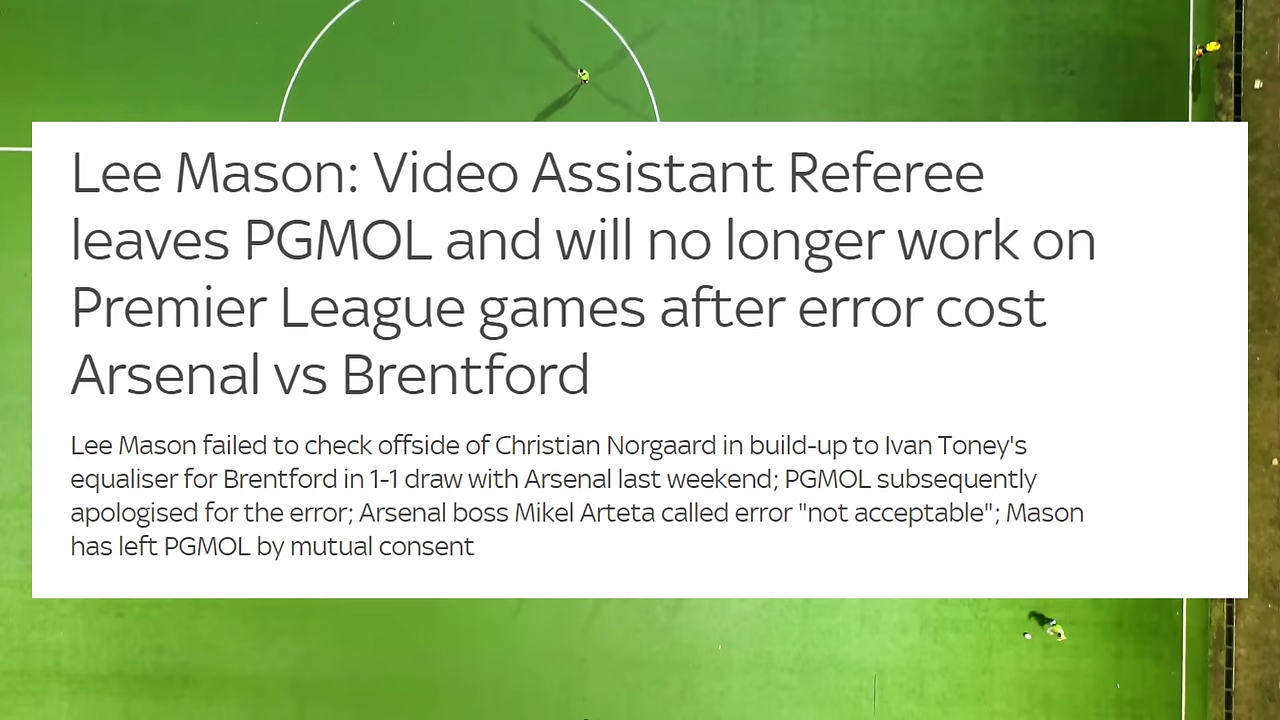 Lee Mason: Video Assistant Referee
leaves PGMOL and will no longer work on
Premier League games after error cost
Arsenal vs Brentford
Lee Mason failed to check offside of Christian Norgaard in build-up to Ivan Toney's
equaliser for Brentford in 1-1 draw with Arsenal last weekend; PGMOL subsequently
apologised for the error; Arsenal boss Mikel Arteta called error "not acceptable"; Mason
has left PGMOL by mutual consent